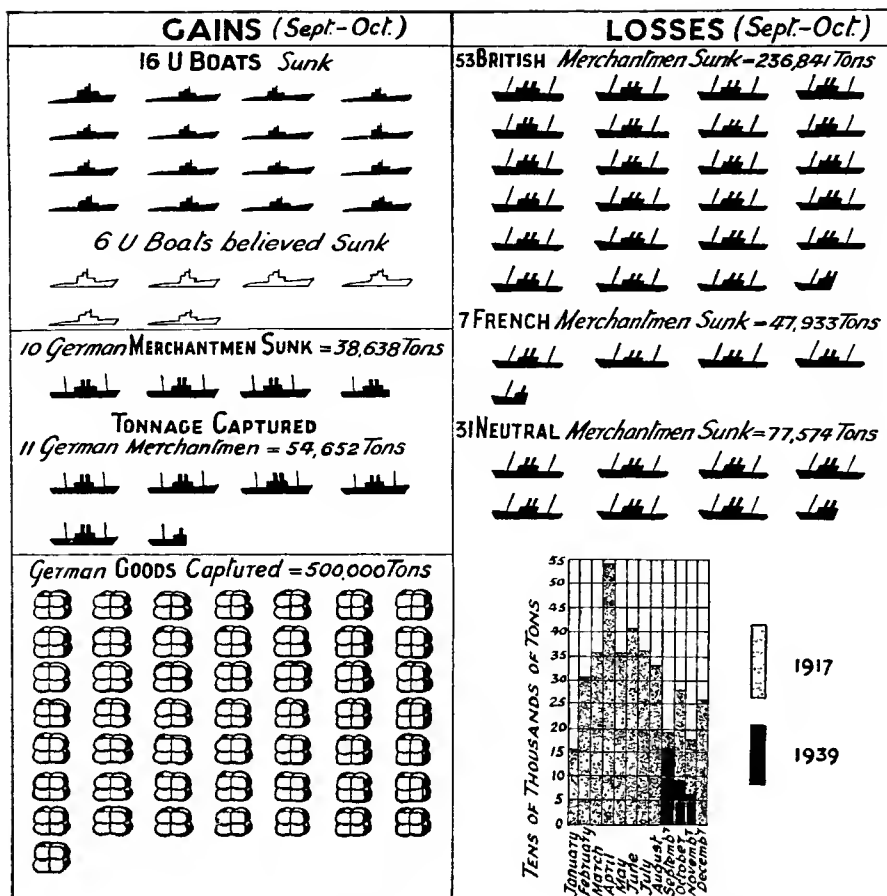 GAINS (Sept.-Oct.)
16 U BOATS Sunk
6 U Boats believed Sunk
10 German MERCHANTMEN SUNK = 38,638 Tons
TONNAGE CAPTURED
11 German Merchantmen = 54,652 Tons
German GOODS Captured = 500,000 Tons
LOSSES (Sept.-Oct.)
53 BRITISH Merchantmen Sunk = 236,841 Tons
7 FRENCH Merchantmen Sunk = 47,933 Tons
31 NEUTRAL Merchantmen Sunk = 77,574 Tons
TENS OF THOUSANDS OF TONS
55
50
45
40
35
30
25
20
15
10
5
0
January
February
March
April
May
June
July
August
September
October
November
December
1917
1939